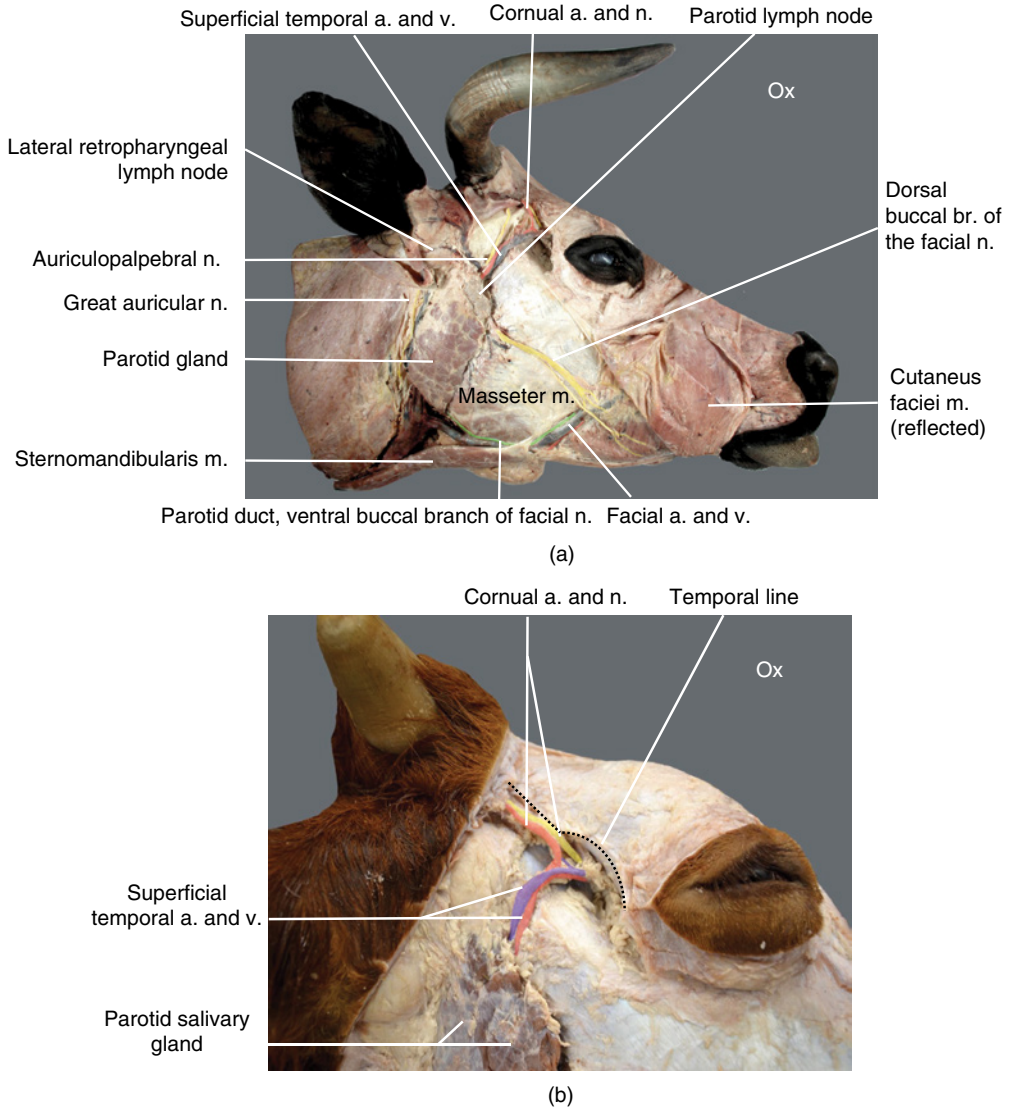 Superficial temporal a. and v.
Cornual a. and n.
Parotid lymph node
Ox
Lateral retropharyngeal
lymph node
Dorsal
buccal br. of
the facial n.
Auriculopalpebral n.
Great auricular n.
Parotid gland
Masseter m.
Cutaneus
faciei m.
(reflected)
Sternomandibularis m.
Parotid duct, ventral buccal branch of facial n.
Facial a. and v.
(a)
Cornual a. and n.
Temporal line
Ox
Superficial
temporal a. and v.
Parotid salivary
gland
(b)